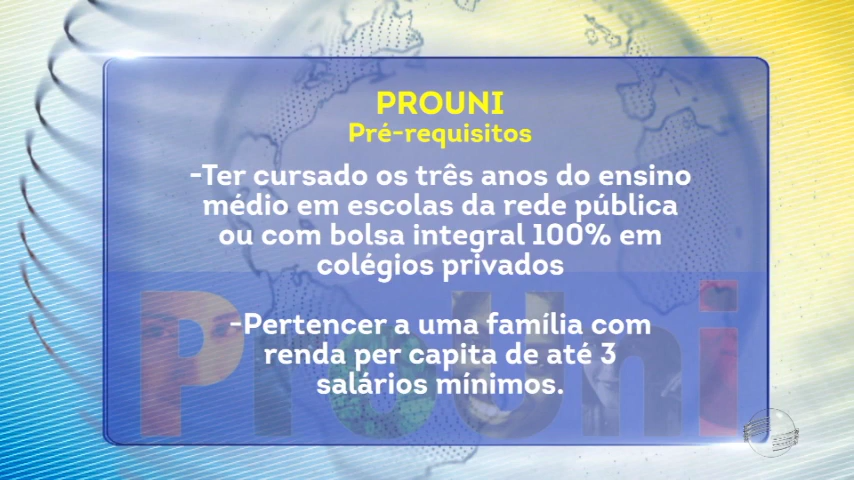 PROUNI
Pré-requisitos
-Ter cursado os três anos do ensino
médio em escolas da rede pública
ou com bolsa integral 100% em
colégios privados
-Pertencer a uma família com
renda per capita de até 3
salários mínimos.
ProUni